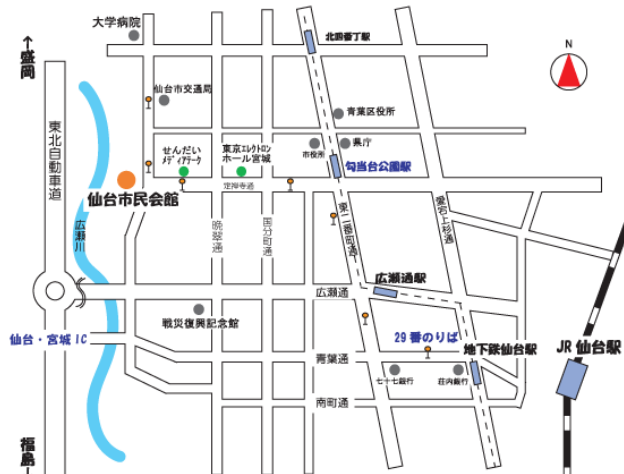 大学病院
北四番丁駅
N
↑盛岡
仙台市交通局
青葉区役所
東北自動車道
せんだい
メディアテーク
東京エレクトロン
ホール宮城
市役所
県庁
勾当台公園駅
定禅寺通
仙台市民会館
広瀬川
晩翠通
国分町通
東二番町通
愛宕上杉通
広瀬通駅
広瀬通
戦災復興記念館
仙台・宮城 IC
29番のりば
地下鉄仙台駅
JR 仙台駅
青葉通
七十七銀行
荘内銀行
南町通
福島
↓